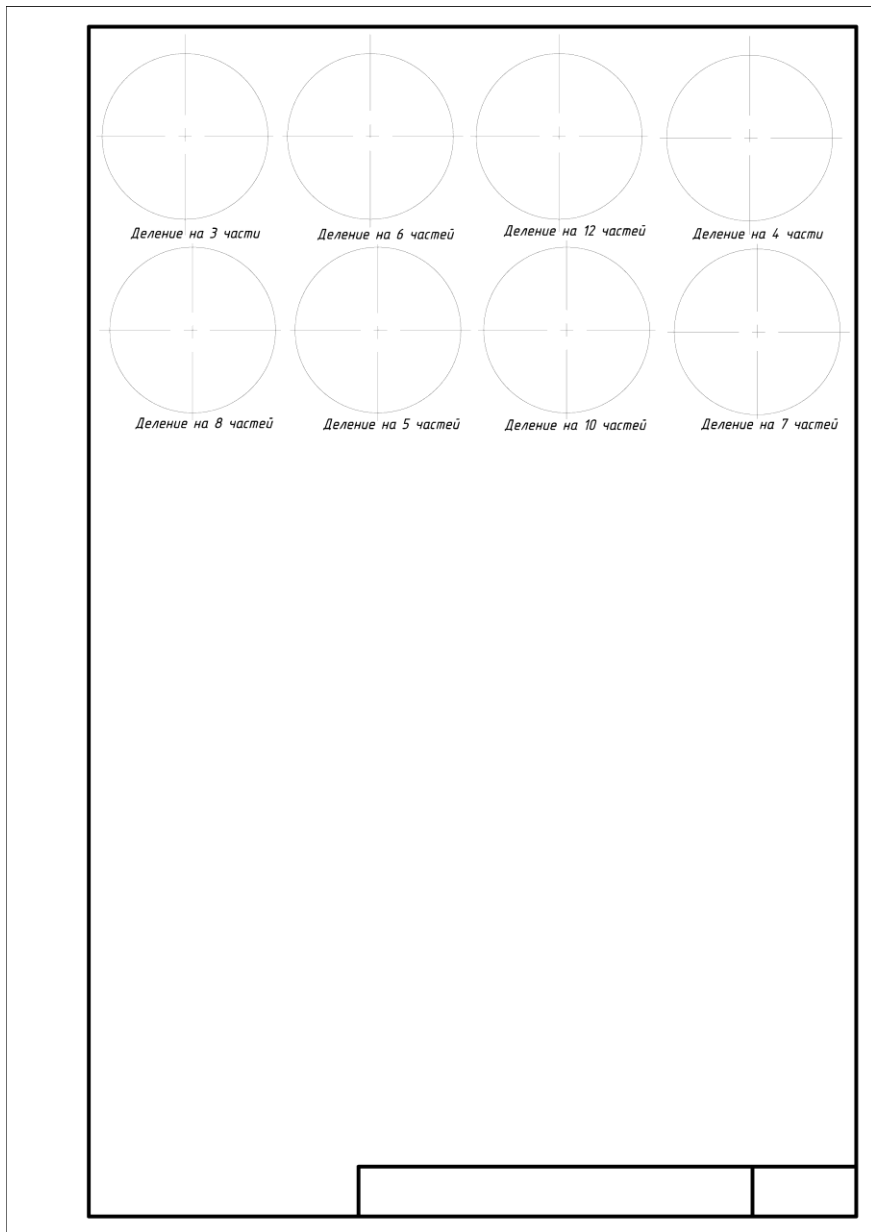 Деление на 3 части
Деление на 6 частей
Деление на 12 частей
Деление на 4 части
Деление на 8 частей
Деление на 5 частей
Деление на 10 частей
Деление на 7 частей